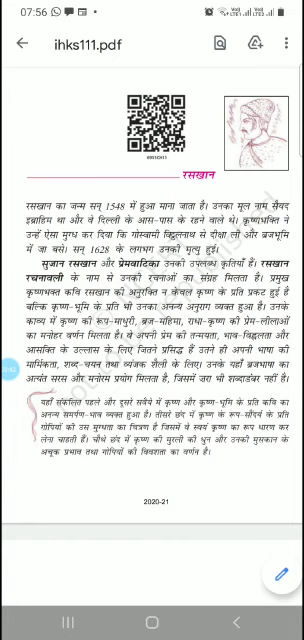 07:56
Vo) LTE1 Vo) LTE2
ihks111.pdf
6951CH11
रसखान
रसखान का जन्म सन् 1548 में हुआ माना जाता है। उनका मूल नाम सैयद
इब्राहिम था और वे दिल्ली के आस-पास के रहने वाले थे। कृष्णभक्ति ने
उन्हें ऐसा मुग्ध कर दिया कि गोस्वामी विट्ठलनाथ से दीक्षा ली और ब्रजभूमि
में जा बसे। सन् 1628 के लगभग उनकी मृत्यु हुई।
सुजान रसखान और प्रेमवाटिका उनकी उपलब्ध कृतियाँ हैं। रसखान
रचनावली के नाम से उनकी रचनाओं का संग्रह मिलता है। प्रमुख
कृष्णभक्त कवि रसखान की अनुरक्ति न केवल कृष्ण के प्रति प्रकट हुई है
बल्कि कृष्ण-भूमि के प्रति भी उनका अनन्य अनुराग व्यक्त हुआ है। उनके
काव्य में कृष्ण की रूप-माधुरी, ब्रज-महिमा, राधा-कृष्ण की प्रेम-लीलाओं
का मनोहर वर्णन मिलता है। वे अपनी प्रेम की तन्मयता, भाव-विह्वलता और
आसक्ति के उल्लास के लिए जितने प्रसिद्ध हैं उतने ही अपनी भाषा की
मार्मिकता, शब्द-चयन तथा व्यंजक शैली के लिए। उनके यहाँ ब्रजभाषा का
अत्यंत सरस और मनोरम प्रयोग मिलता है, जिसमें ज़रा भी शब्दाडंबर नहीं है।
यहाँ संकलित पहले और दूसरे सवैये में कृष्ण और कृष्ण-भूमि के प्रति कवि का
अनन्य समर्पण-भाव व्यक्त हुआ है। तीसरे छंद में कृष्ण के रूप-सौंदर्य के प्रति
गोपियों की उस मुग्धता का चित्रण है जिसमें वे स्वयं कृष्ण का रूप धारण कर
लेना चाहती हैं। चौथे छंद में कृष्ण की मुरली की धुन और उनकी मुसकान के
अचूक प्रभाव तथा गोपियों की विवशता का वर्णन है।
2020-21